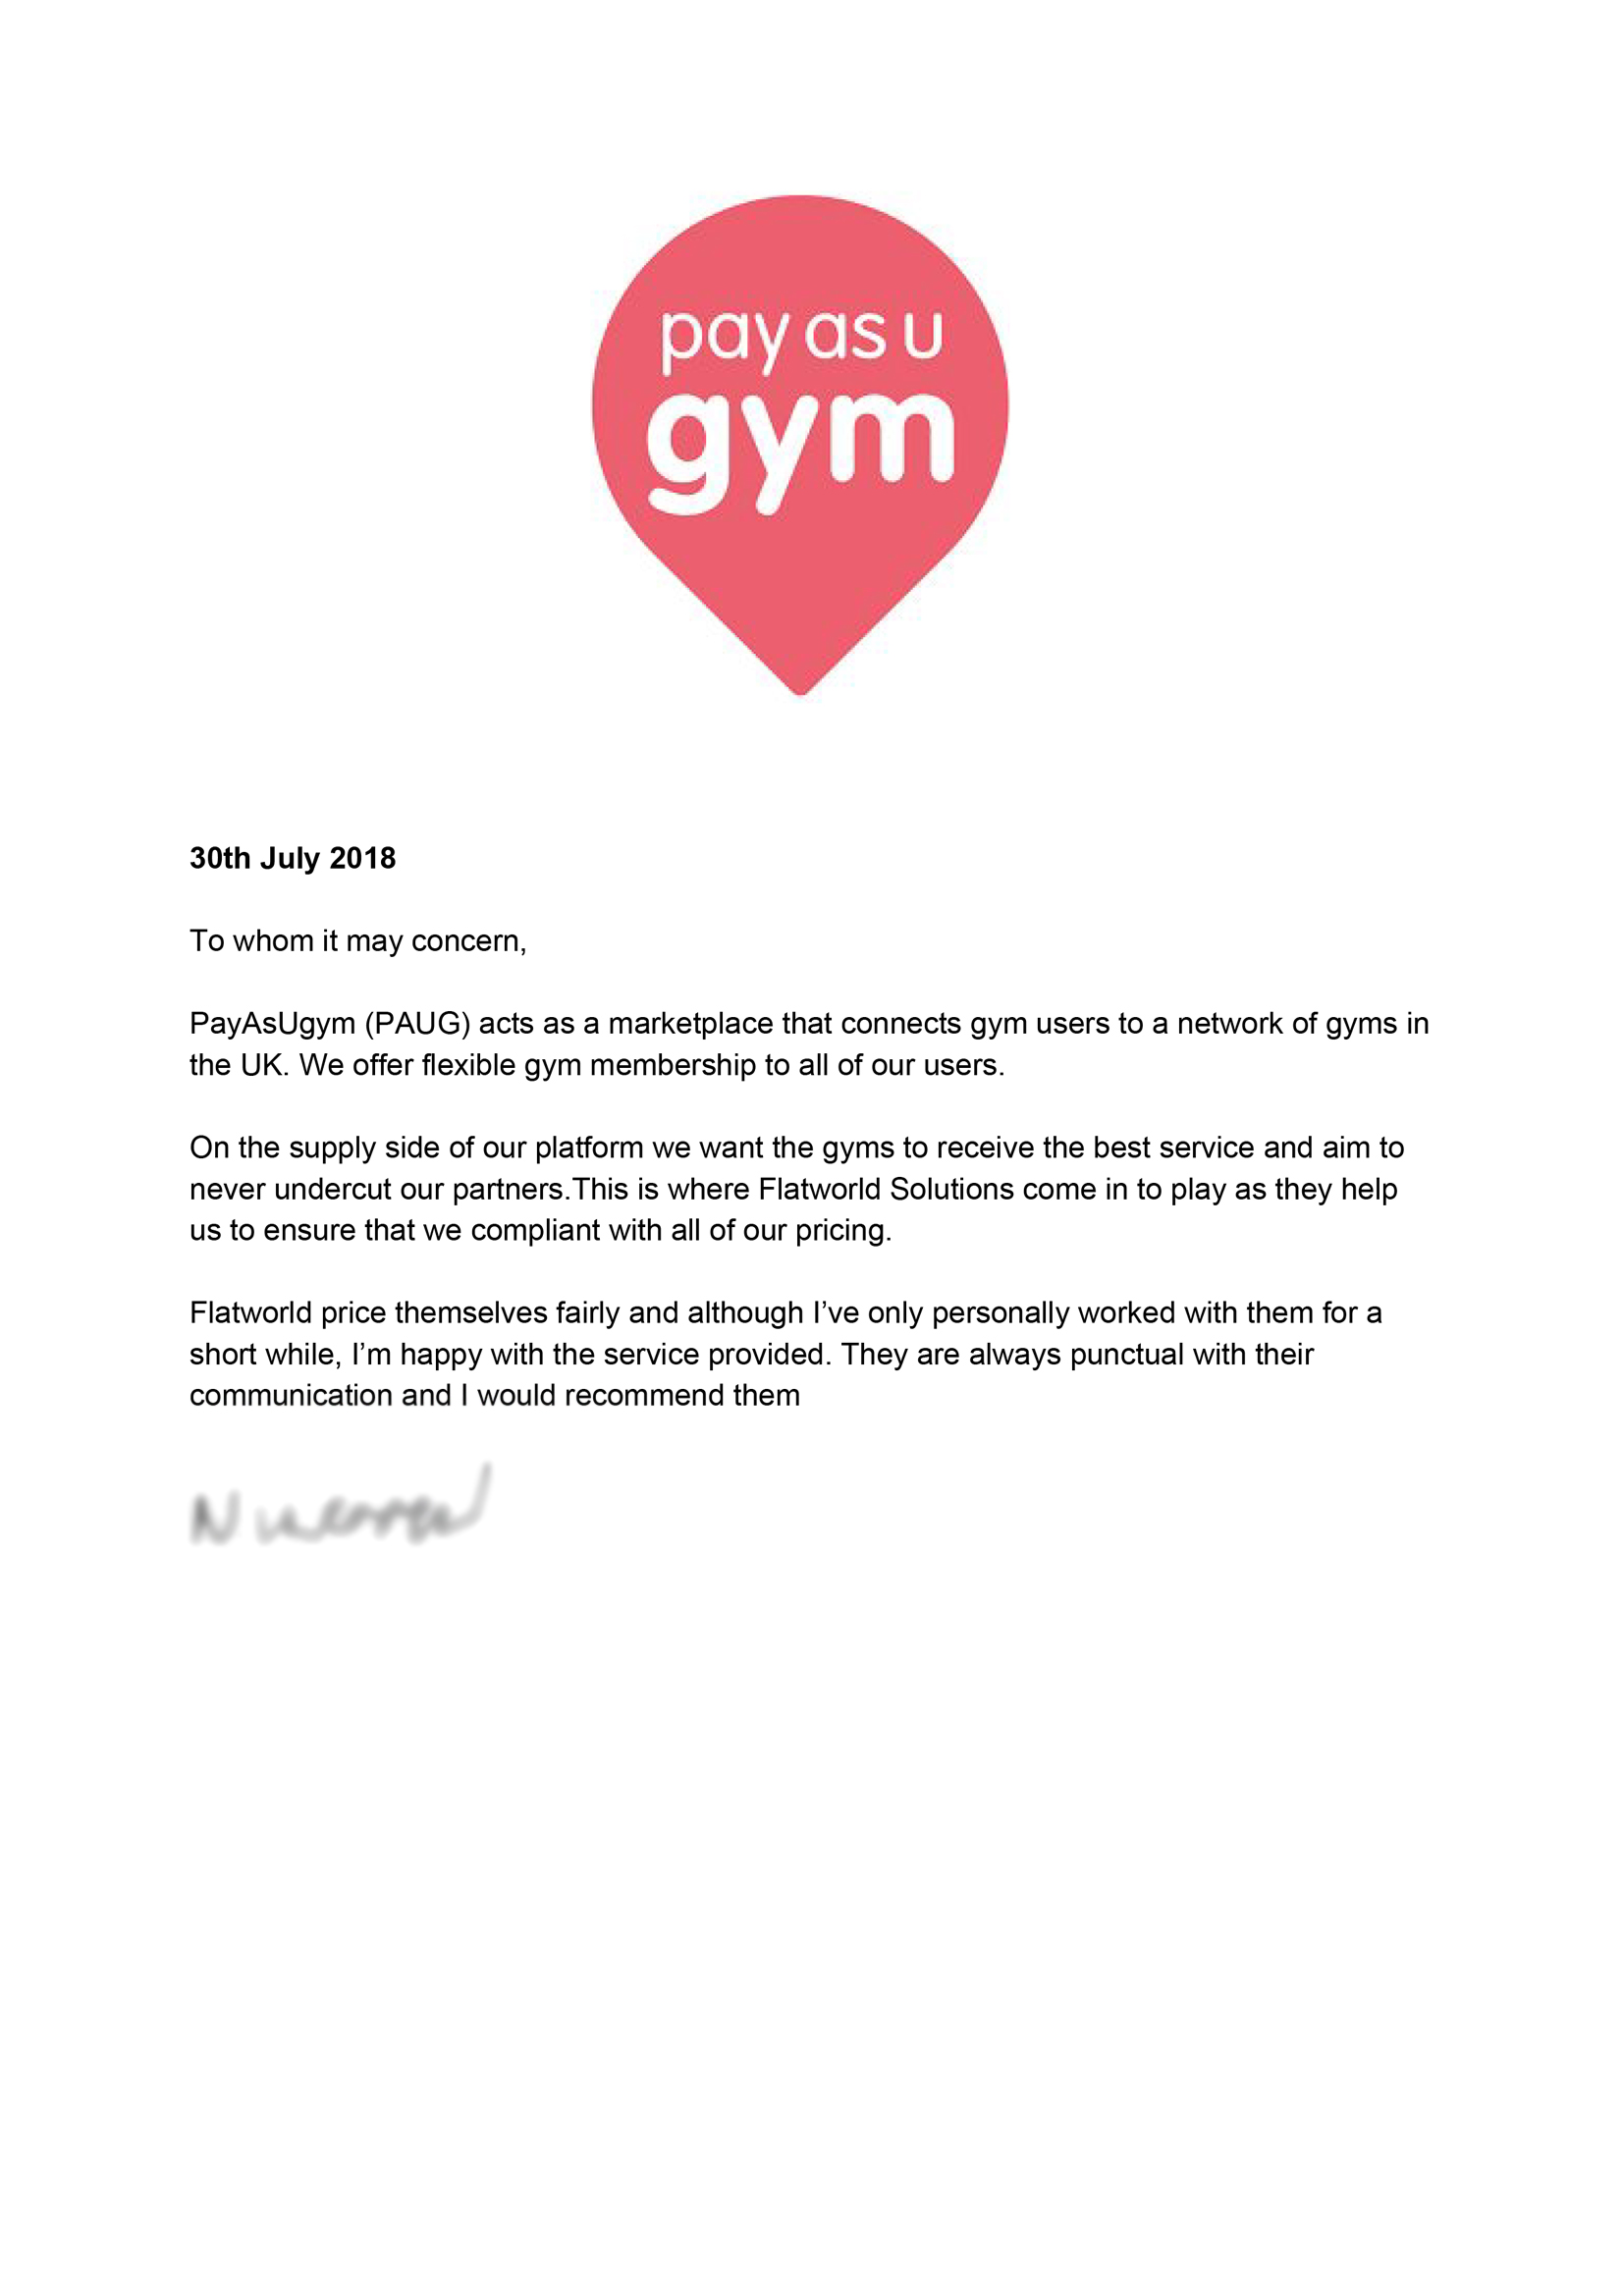 pay as u
gym
30th July 2018
To whom it may concern,
PayAsUgym (PAUG) acts as a marketplace that connects gym users to a network of gyms in
the UK. We offer flexible gym membership to all of our users.
On the supply side of our platform we want the gyms to receive the best service and aim to
never undercut our partners.This is where Flatworld Solutions come in to play as they help
us to ensure that we compliant with all of our pricing.
Flatworld price themselves fairly and although I’ve only personally worked with them for a
short while, I’m happy with the service provided. They are always punctual with their
communication and I would recommend them